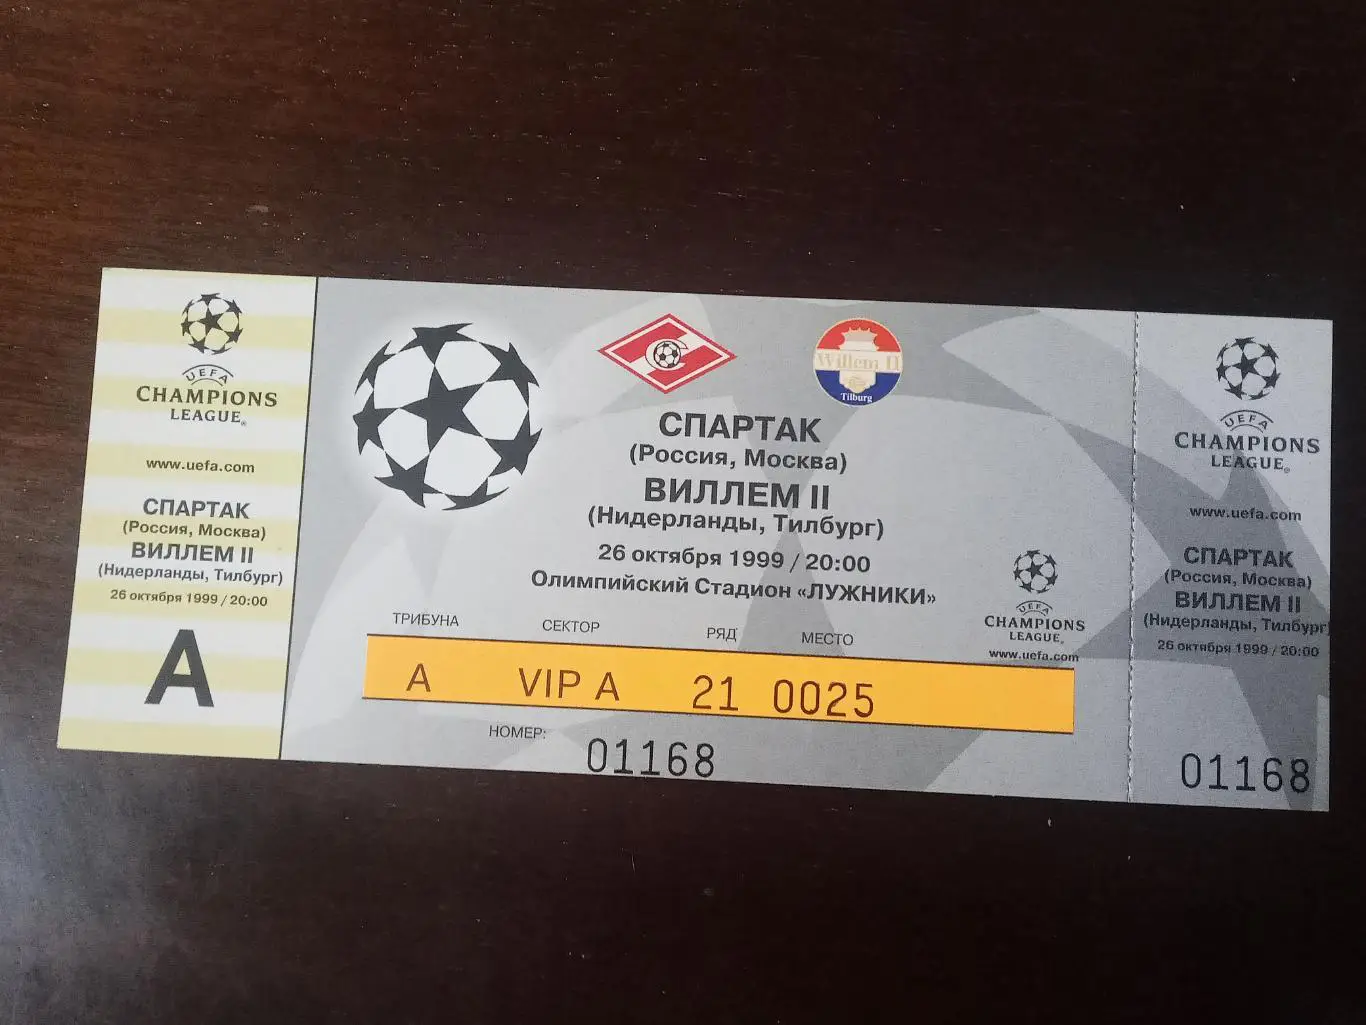 UEFA
CHAMPIONS
LEAGUE®
www.uefa.com
СПАРТАК
(Россия, Москва)
ВИЛЛЕМ II
(Нидерланды, Тилбург)
26 октября 1999 / 20:00
А
Willem II
Tilburg
СПАРТАК
(Россия, Москва)
ВИЛЛЕМ II
(Нидерланды, Тилбург)
26 октября 1999 / 20:00
Олимпийский Стадион «ЛУЖНИКИ»
ТРИБУНА СЕКТОР РЯД МЕСТО
A VIP A 21 0025
НОМЕР: 01168
UEFA
CHAMPIONS
LEAGUE®
www.uefa.com
UEFA
CHAMPIONS
LEAGUE®
www.uefa.com
СПАРТАК
(Россия, Москва)
ВИЛЛЕМ II
(Нидерланды, Тилбург)
26 октября 1999 / 20:00
01168